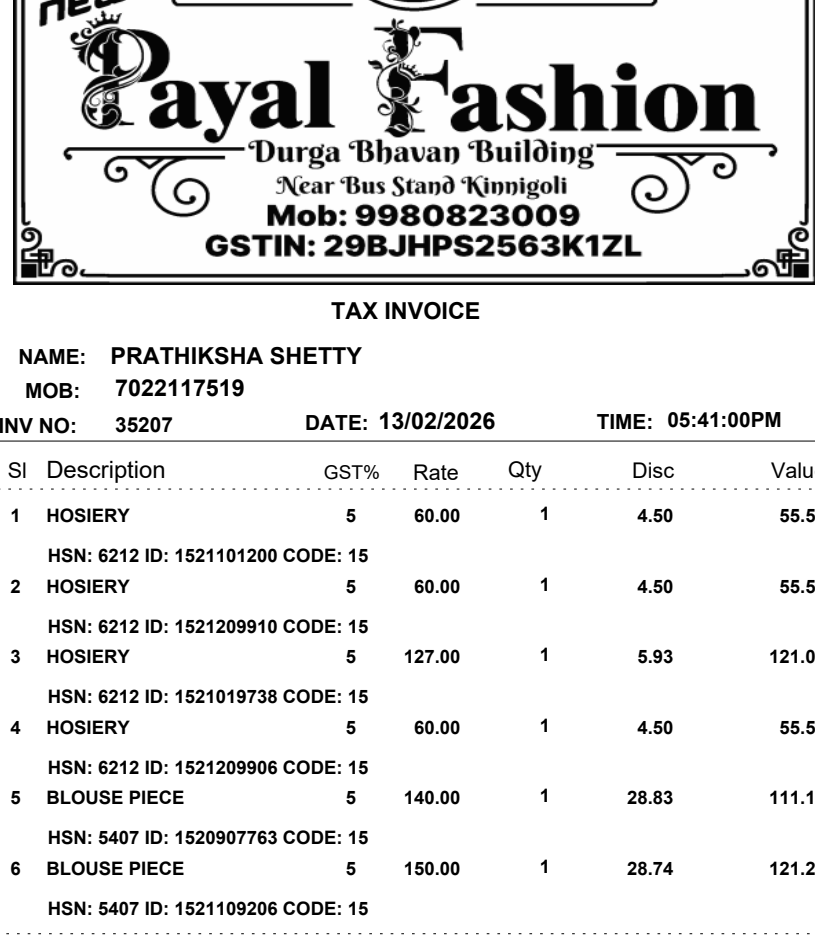 Payal Fashion
Durga Bhavan Building
Near Bus Stand Kinnigoli
Mob: 9980823009
GSTIN: 29BJHPS2563K1ZL
TAX INVOICE
NAME: PRATHIKSHA SHETTY
MOB: 7022117519
INV NO: 35207 DATE: 13/02/2026 TIME: 05:41:00PM
Sl Description GST% Rate Qty Disc Valu
1 HOSIERY 5 60.00 1 4.50 55.5
HSN: 6212 ID: 1521101200 CODE: 15
2 HOSIERY 5 60.00 1 4.50 55.5
HSN: 6212 ID: 1521209910 CODE: 15
3 HOSIERY 5 127.00 1 5.93 121.0
HSN: 6212 ID: 1521019738 CODE: 15
4 HOSIERY 5 60.00 1 4.50 55.5
HSN: 6212 ID: 1521209906 CODE: 15
5 BLOUSE PIECE 5 140.00 1 28.83 111.1
HSN: 5407 ID: 1520907763 CODE: 15
6 BLOUSE PIECE 5 150.00 1 28.74 121.2
HSN: 5407 ID: 1521109206 CODE: 15